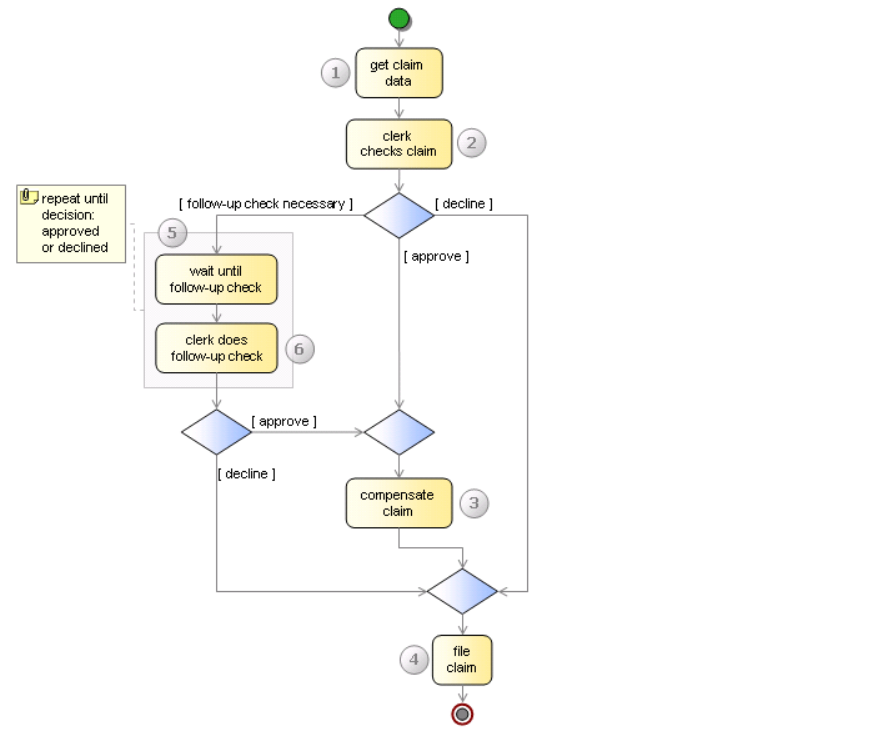 1
get claim
data
clerk
checks claim
2
[ follow-up check necessary ]
[ decline ]
repeat until
decision:
approved
or declined
5
[ approve ]
wait until
follow-up check
clerk does
follow-up check
6
[ approve ]
[ decline ]
compensate
claim
3
file
claim
4